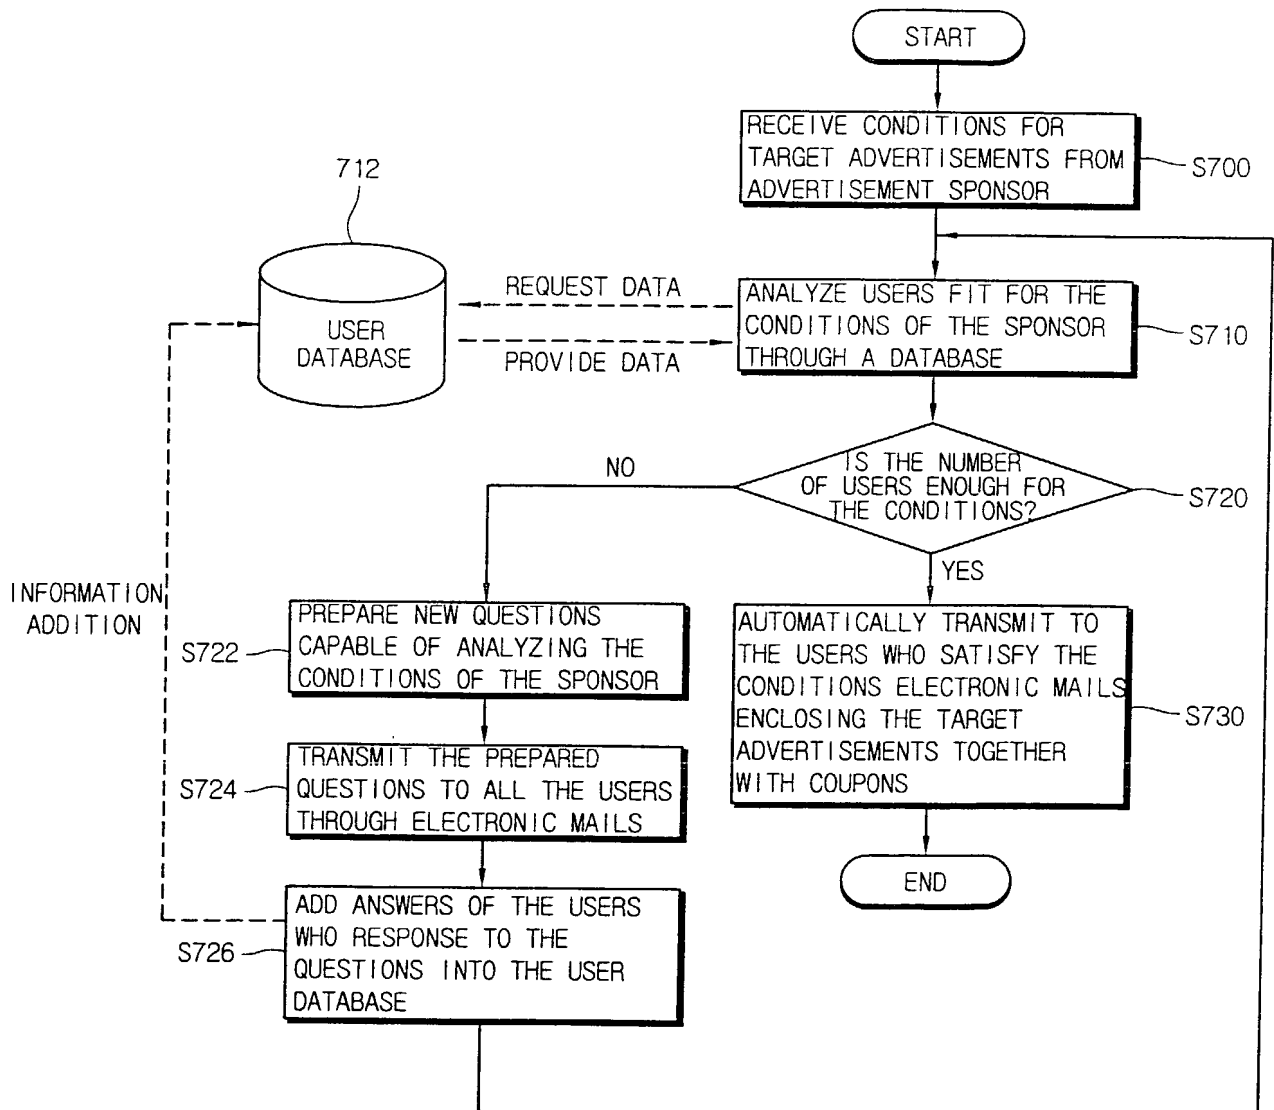 START
RECEIVE CONDITIONS FOR
TARGET ADVERTISEMENTS FROM
ADVERTISEMENT SPONSOR
S700
712
USER
DATABASE
REQUEST DATA
PROVIDE DATA
ANALYZE USERS FIT FOR THE
CONDITIONS OF THE SPONSOR
THROUGH A DATABASE
S710
IS THE NUMBER
OF USERS ENOUGH FOR
THE CONDITIONS?
S720
NO
YES
INFORMATION
ADDITION
PREPARE NEW QUESTIONS
CAPABLE OF ANALYZING THE
CONDITIONS OF THE SPONSOR
S722
AUTOMATICALLY TRANSMIT TO
THE USERS WHO SATISFY THE
CONDITIONS ELECTRONIC MAILS
ENCLOSING THE TARGET
ADVERTISEMENTS TOGETHER
WITH COUPONS
S730
TRANSMIT THE PREPARED
QUESTIONS TO ALL THE USERS
THROUGH ELECTRONIC MAILS
S724
END
ADD ANSWERS OF THE USERS
WHO RESPONSE TO THE
QUESTIONS INTO THE USER
DATABASE
S726